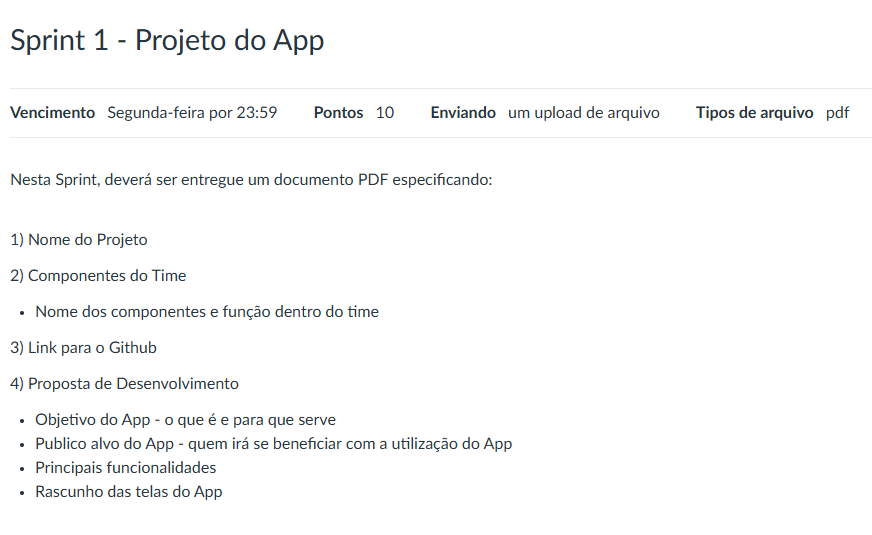 Sprint 1 - Projeto do App
Vencimento Segunda-feira por 23:59 Pontos 10 Enviando um upload de arquivo Tipos de arquivo pdf
Nesta Sprint, deverá ser entregue um documento PDF especificando:
1) Nome do Projeto
2) Componentes do Time
• Nome dos componentes e função dentro do time
3) Link para o Github
4) Proposta de Desenvolvimento
• Objetivo do App - o que é e para que serve
• Publico alvo do App - quem irá se beneficiar com a utilização do App
• Principais funcionalidades
• Rascunho das telas do App